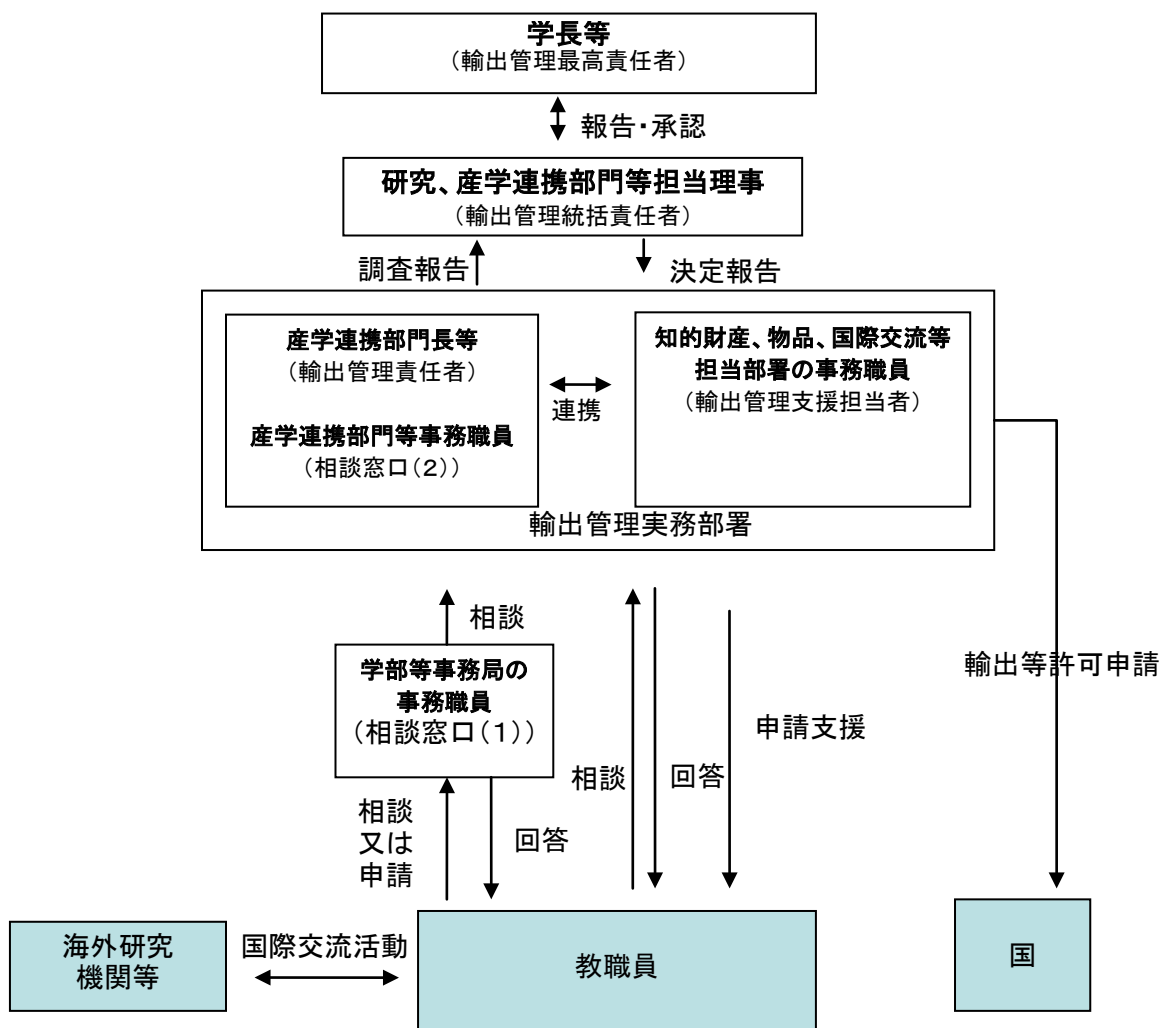 学長等
（輸出管理最高責任者）
報告・承認
研究、産学連携部門等担当理事
（輸出管理統括責任者）
調査報告
決定報告
産学連携部門長等
（輸出管理責任者）
産学連携部門等事務職員
（相談窓口（２））
連携
知的財産、物品、国際交流等
担当部署の事務職員
（輸出管理支援担当者）
輸出管理実務部署
相談
学部等事務局の
事務職員
（相談窓口（１））
相談
又は
申請
回答
相談
回答
申請支援
輸出等許可申請
海外研究
機関等
国際交流活動
教職員
国